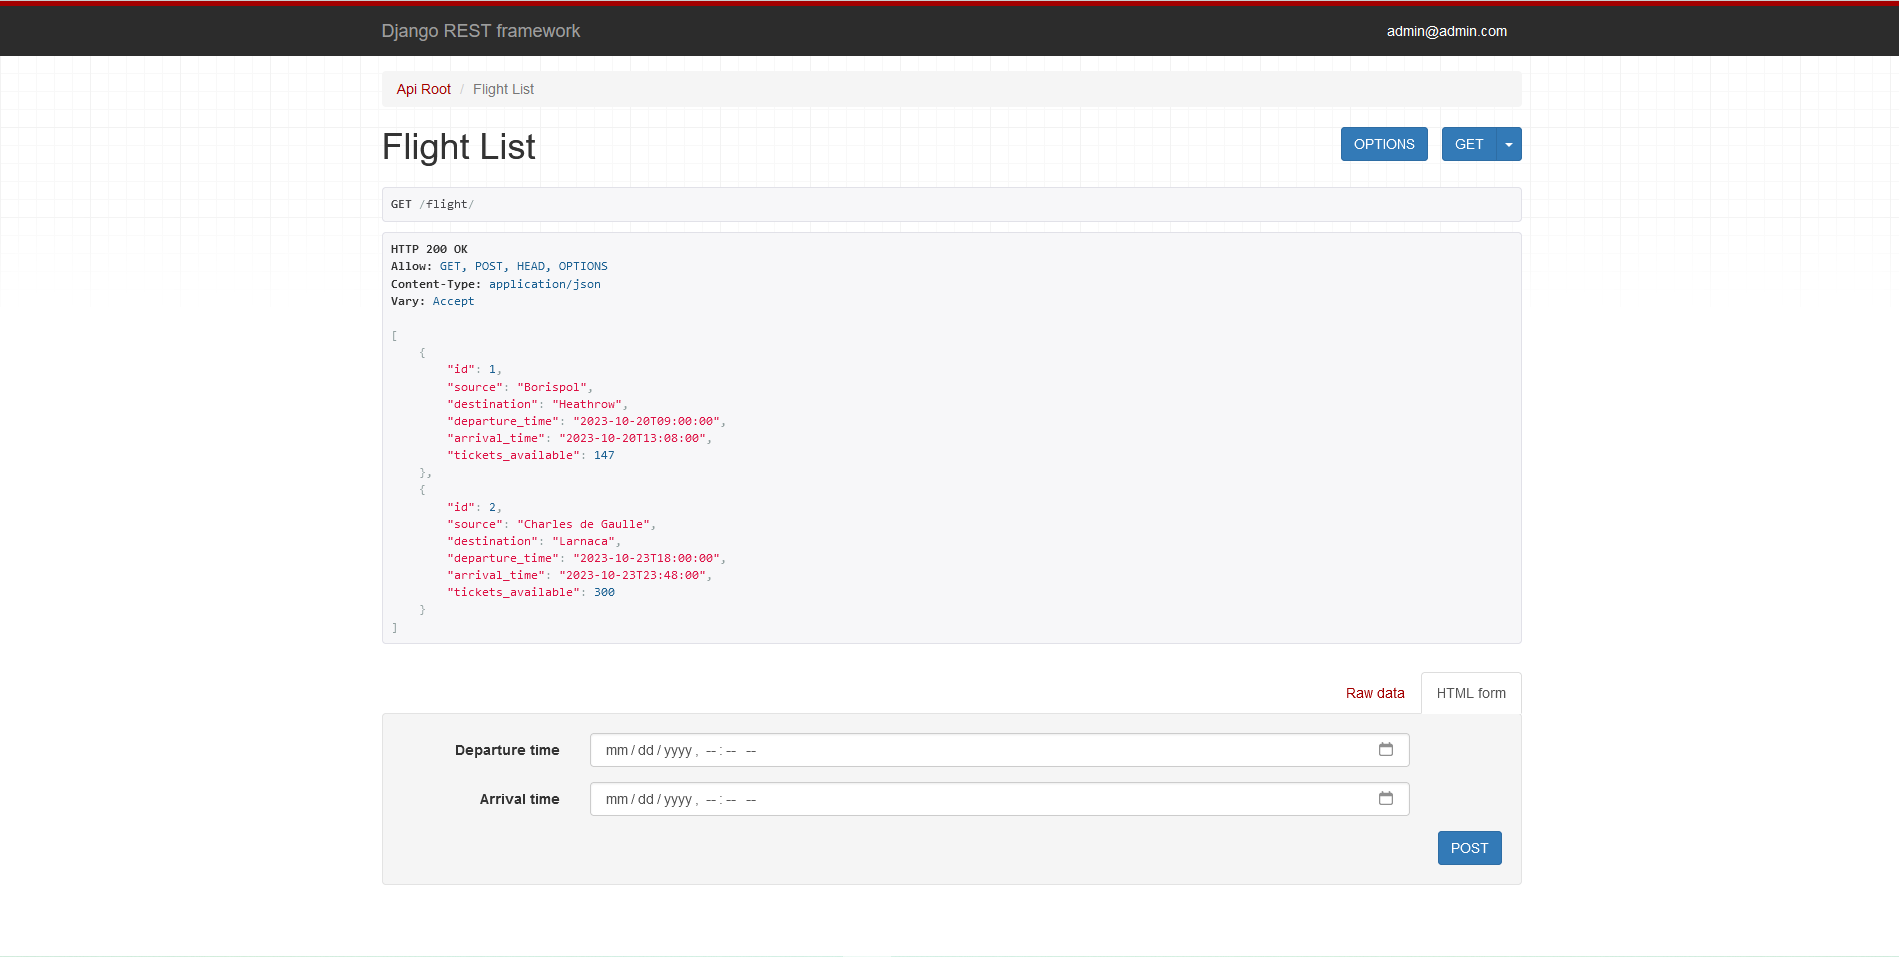 Django REST framework
admin@admin.com
Api Root / Flight List
Flight List
OPTIONS
GET
GET /flight/
HTTP 200 OK
Allow: GET, POST, HEAD, OPTIONS
Content-Type: application/json
Vary: Accept
[
    {
        "id": 1,
        "source": "Borispol",
        "destination": "Heathrow",
        "departure_time": "2023-10-20T09:00:00",
        "arrival_time": "2023-10-20T13:08:00",
        "tickets_available": 147
    },
    {
        "id": 2,
        "source": "Charles de Gaulle",
        "destination": "Larnaca",
        "departure_time": "2023-10-23T18:00:00",
        "arrival_time": "2023-10-23T23:48:00",
        "tickets_available": 300
    }
]
Raw data
HTML form
Departure time
mm/dd/yyyy, --:-- --
Arrival time
mm/dd/yyyy, --:-- --
POST